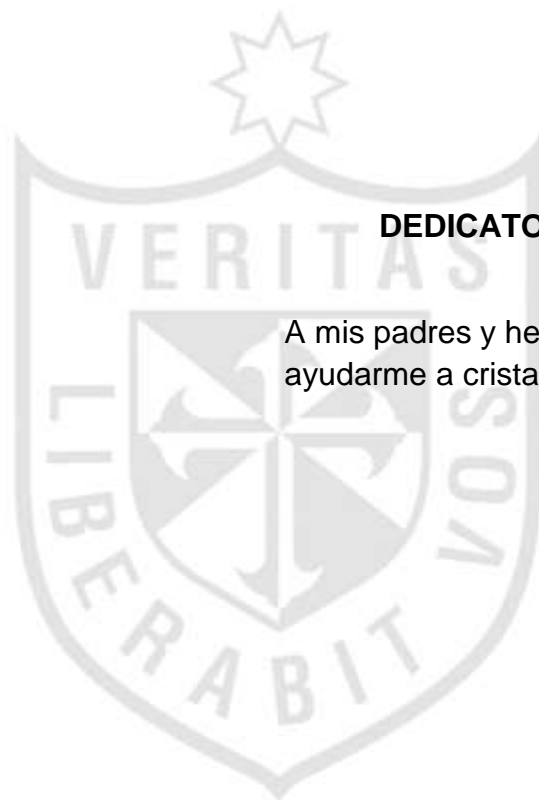 VERITAS
DEDICATO
A mis padres y he
ayudarme a crista
LIBERABIT VOS